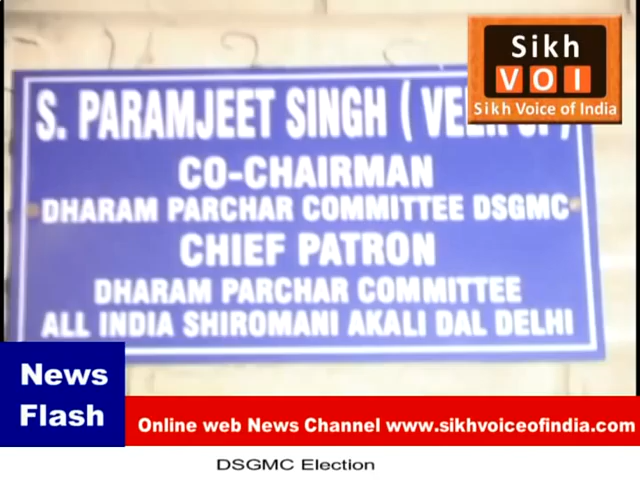 Sikh
VOI
Sikh Voice of India
S. PARAMJEET SINGH (
CO-CHAIRMAN
DHARAM PARCHAR COMMITTEE DSGMC
CHIEF PATRON
DHARAM PARCHAR COMMITTEE
ALL INDIA SHIROMANI AKALI DAL DELHI
News
Flash
Online web News Channel www.sikhvoiceofindia.com
DSGMC Election